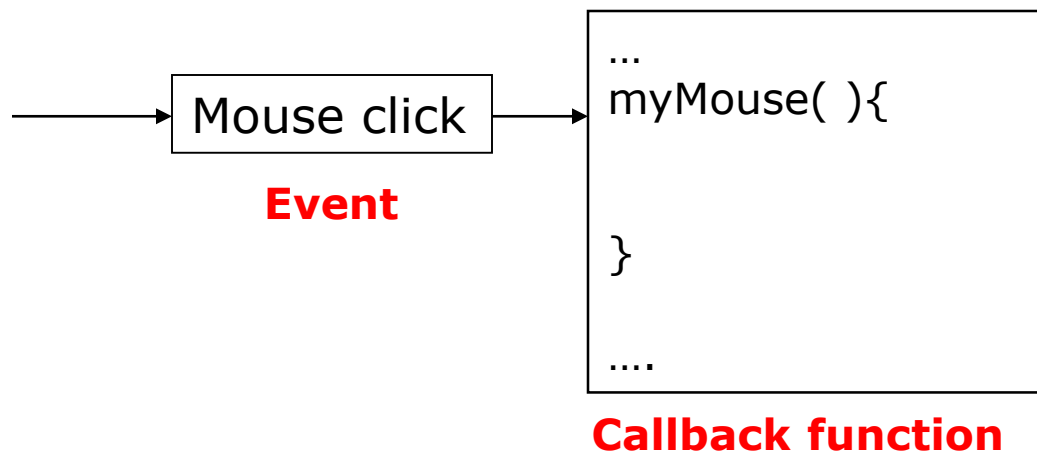 Mouse click
Event
…
myMouse( ){
}
….
Callback function